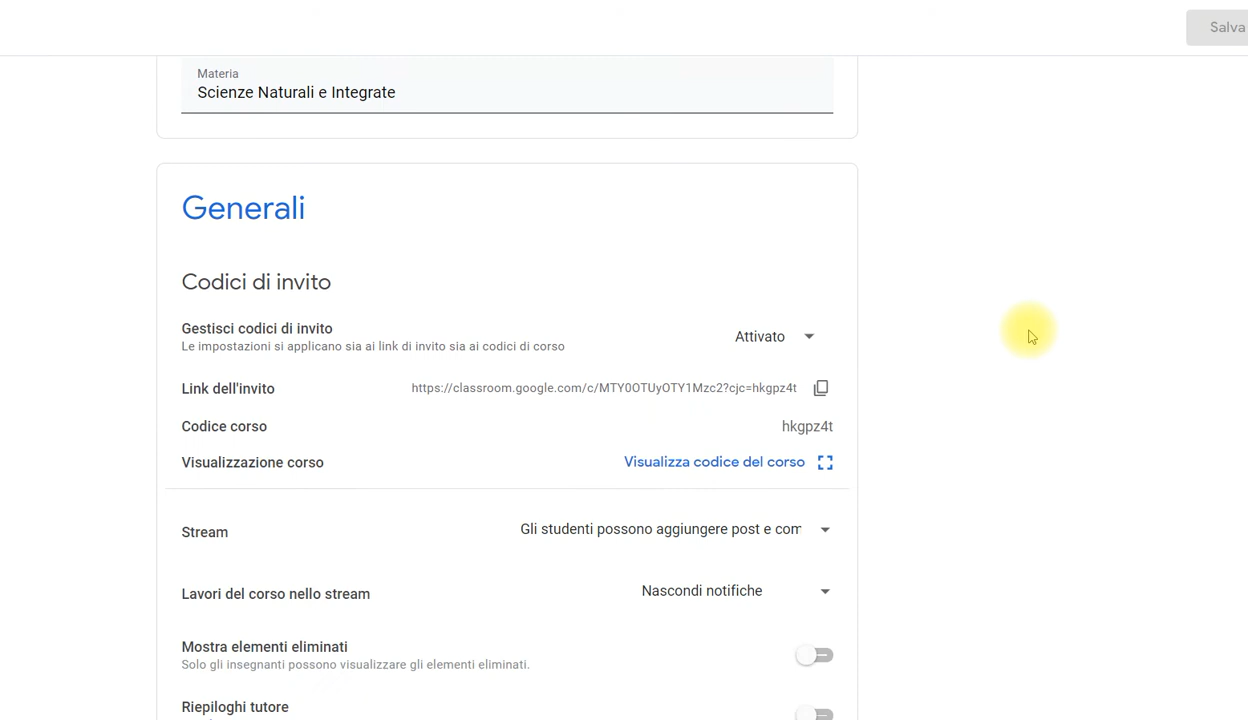 Salva
Materia
Scienze Naturali e Integrate
Generali
Codici di invito
Gestisci codici di invito
Le impostazioni si applicano sia ai link di invito sia ai codici di corso
Attivato
Link dell'invito
https://classroom.google.com/c/MTY0OTUyOTY1Mzc2?cjc=hkgpz4t
Codice corso
hkgpz4t
Visualizzazione corso
Visualizza codice del corso
Stream
Gli studenti possono aggiungere post e com
Lavori del corso nello stream
Nascondi notifiche
Mostra elementi eliminati
Solo gli insegnanti possono visualizzare gli elementi eliminati.
Riepiloghi tutore